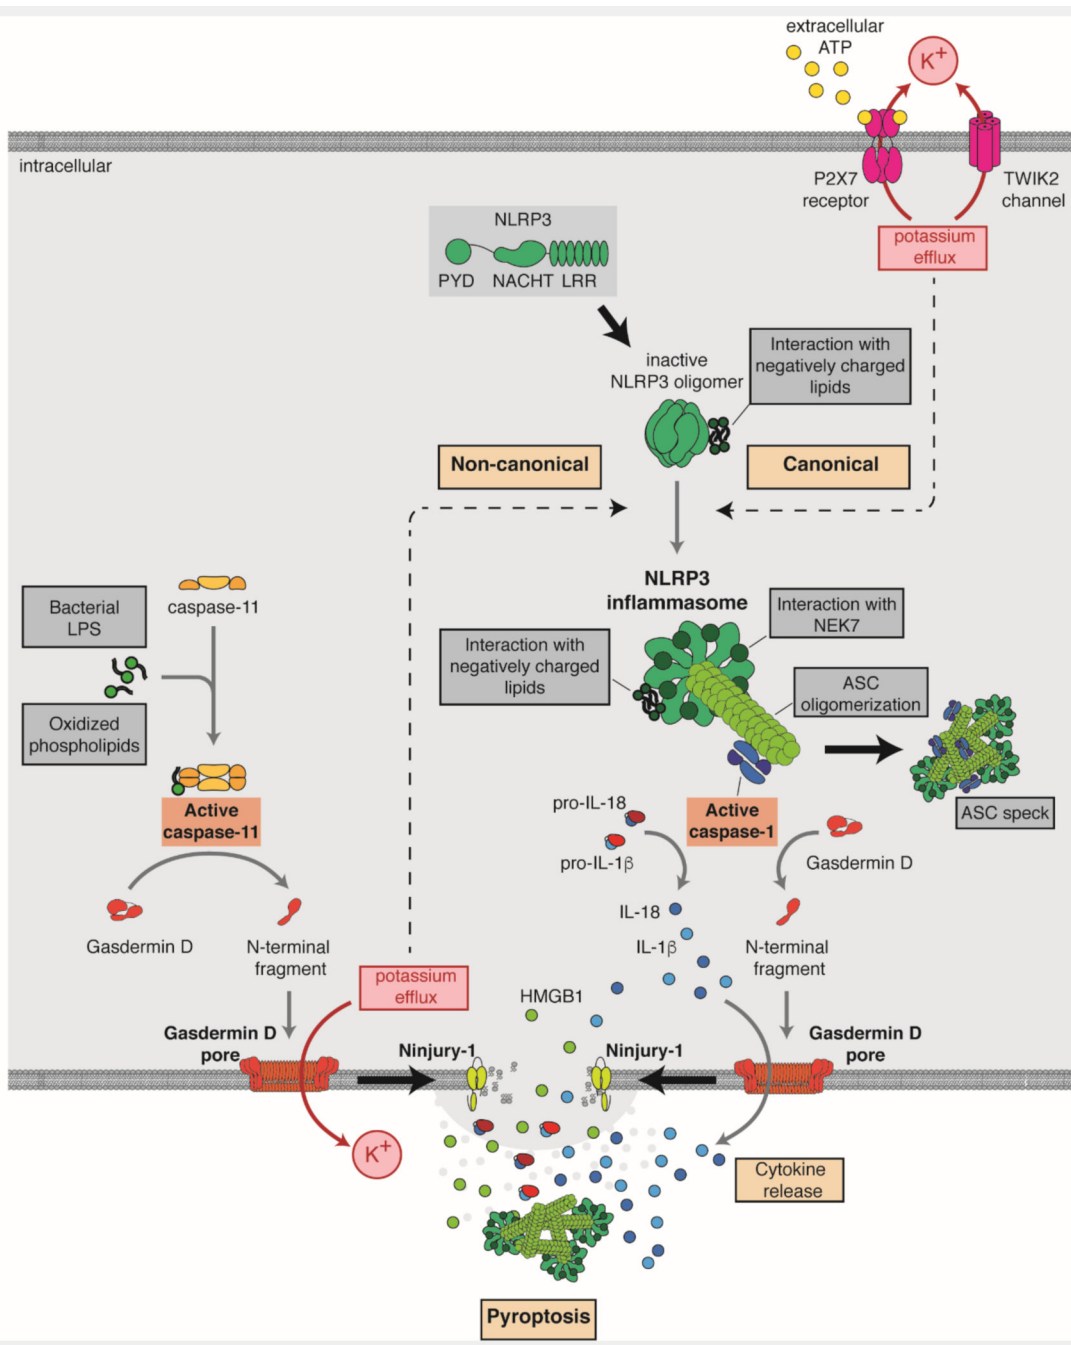 extracellular
ATP
K+
intracellular
P2X7
receptor
TWIK2
channel
potassium
efflux
NLRP3
PYD
NACHT
LRR
inactive
NLRP3 oligomer
Interaction with
negatively charged
lipids
Non-canonical
Canonical
NLRP3
inflammasome
Interaction with
NEK7
Interaction with
negatively charged
lipids
ASC
oligomerization
Bacterial
LPS
caspase-11
Oxidized
phospholipids
Active
caspase-11
pro-IL-18
pro-IL-1β
Active
caspase-1
ASC speck
Gasdermin D
IL-18
IL-1β
N-terminal
fragment
Gasdermin D
N-terminal
fragment
potassium
efflux
HMGB1
Gasdermin D
pore
Ninjury-1
Ninjury-1
Gasdermin D
pore
K+
Cytokine
release
Pyroptosis